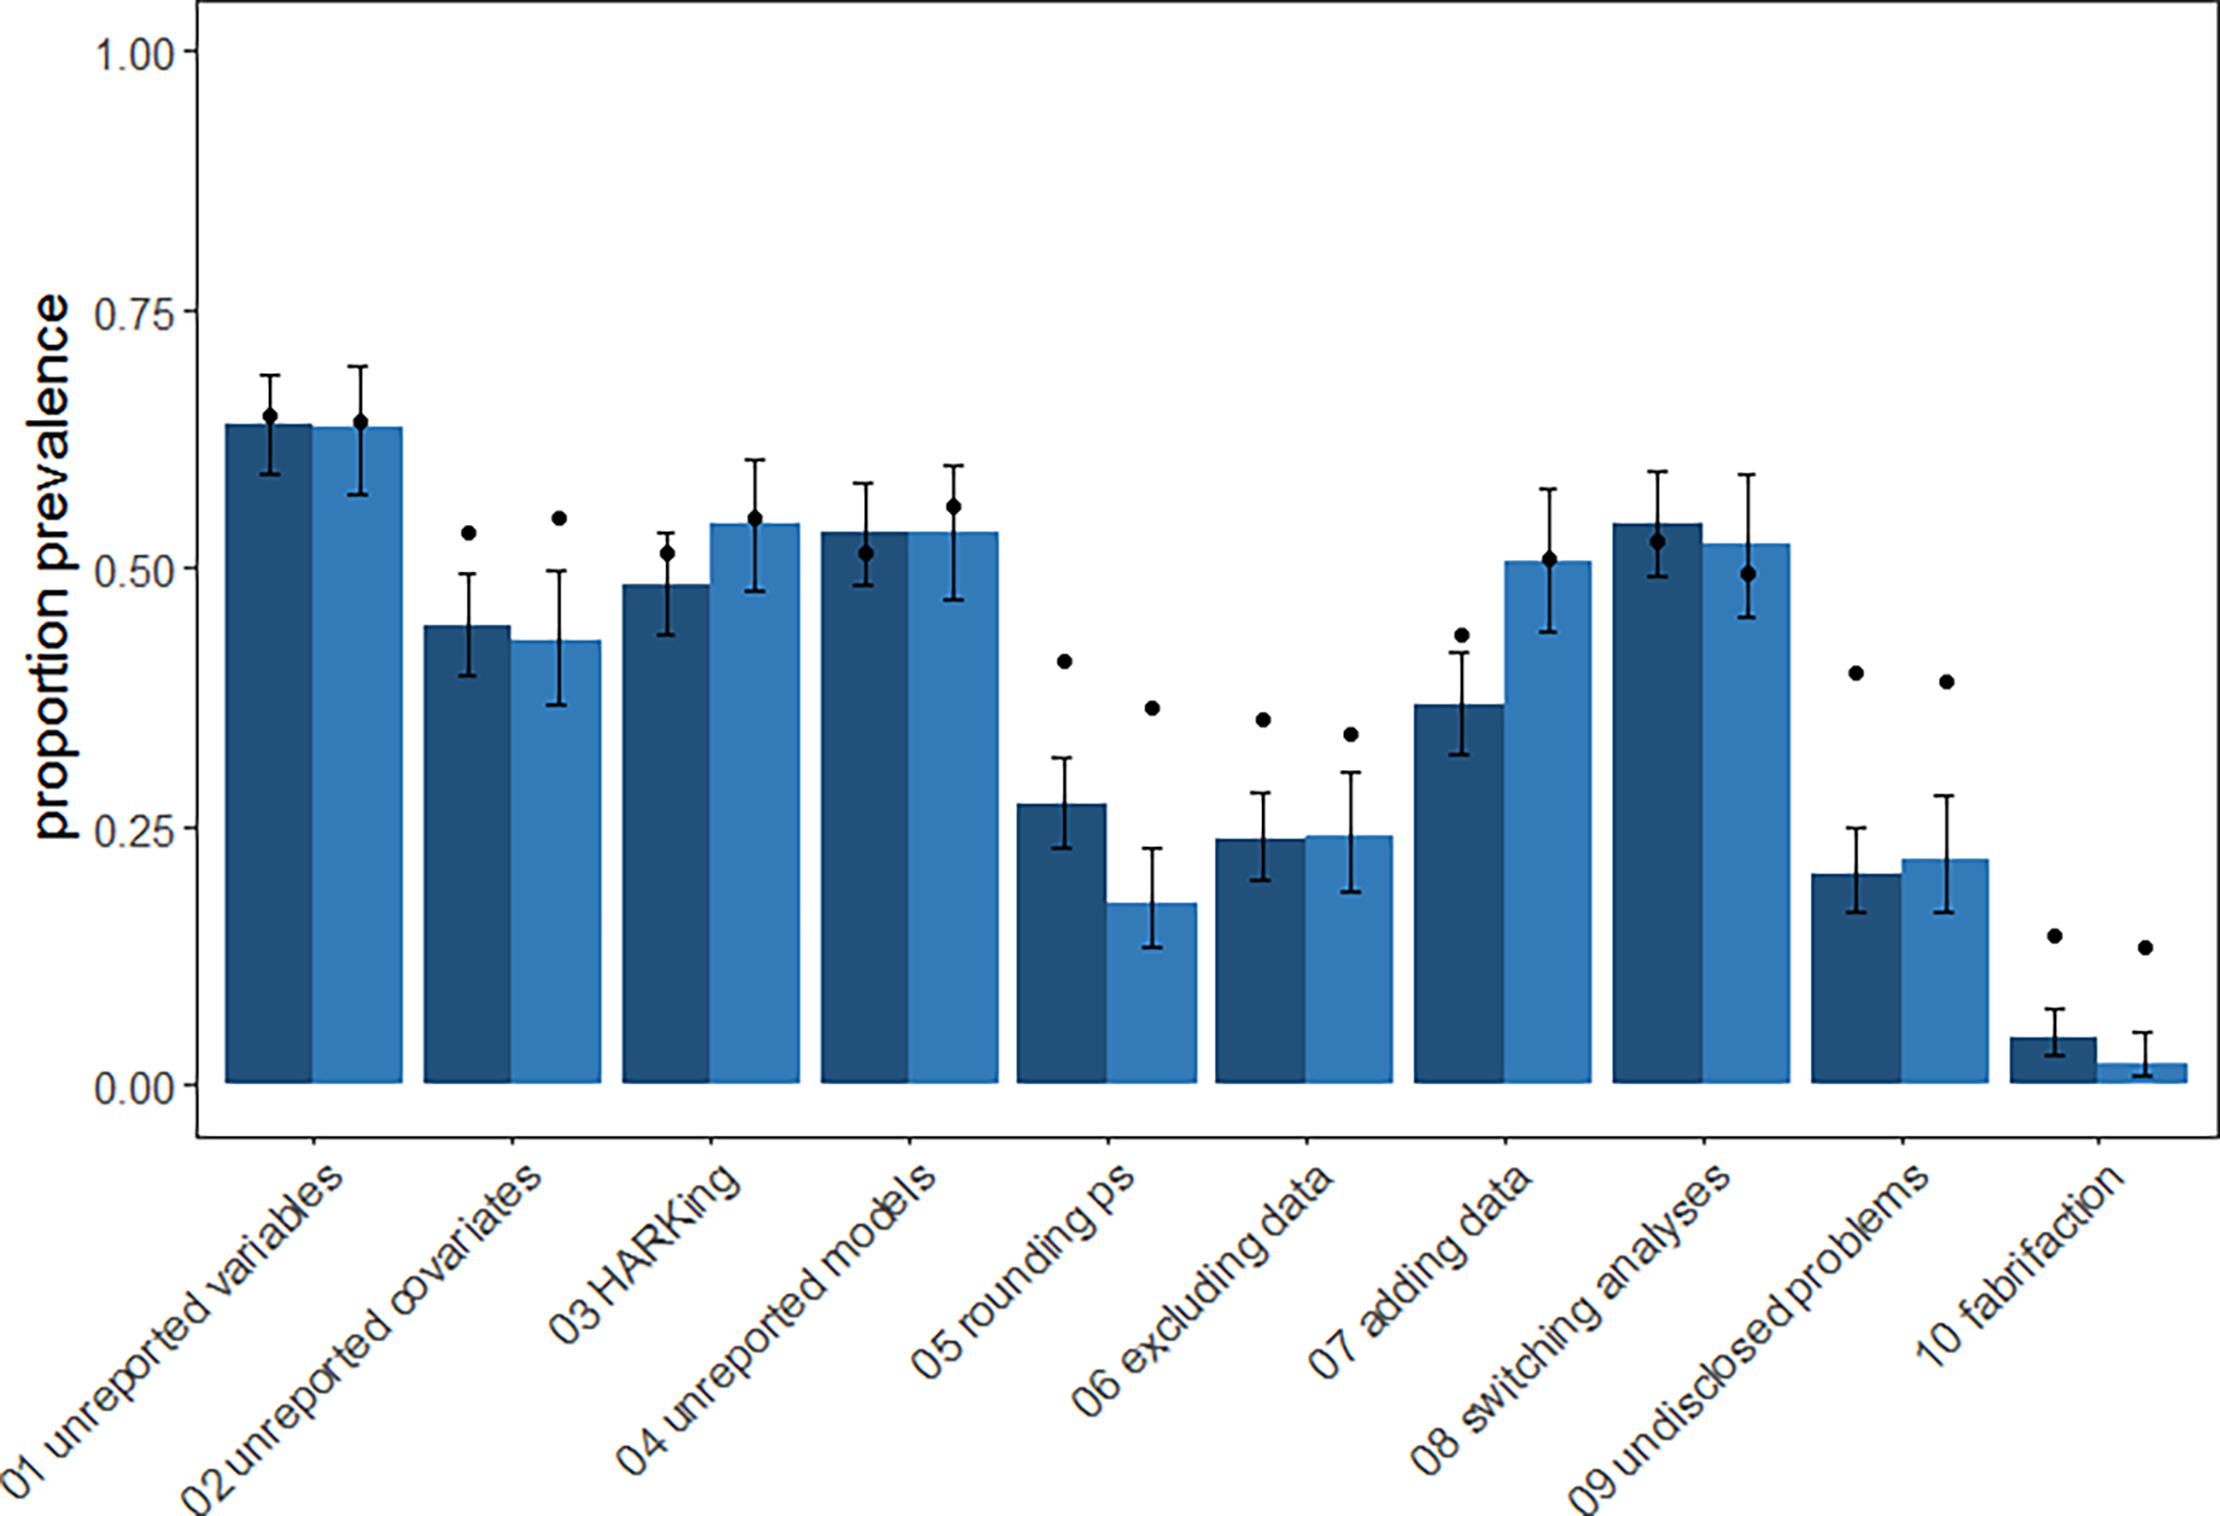 proportion prevalence
1.00
0.75
0.50
0.25
0.00
01 unreported variables
02 unreported covariates
03 HARKing
04 unreported models
05 rounding ps
06 excluding data
07 adding data
08 switching analyses
09 undisclosed problems
10 fabrifaction